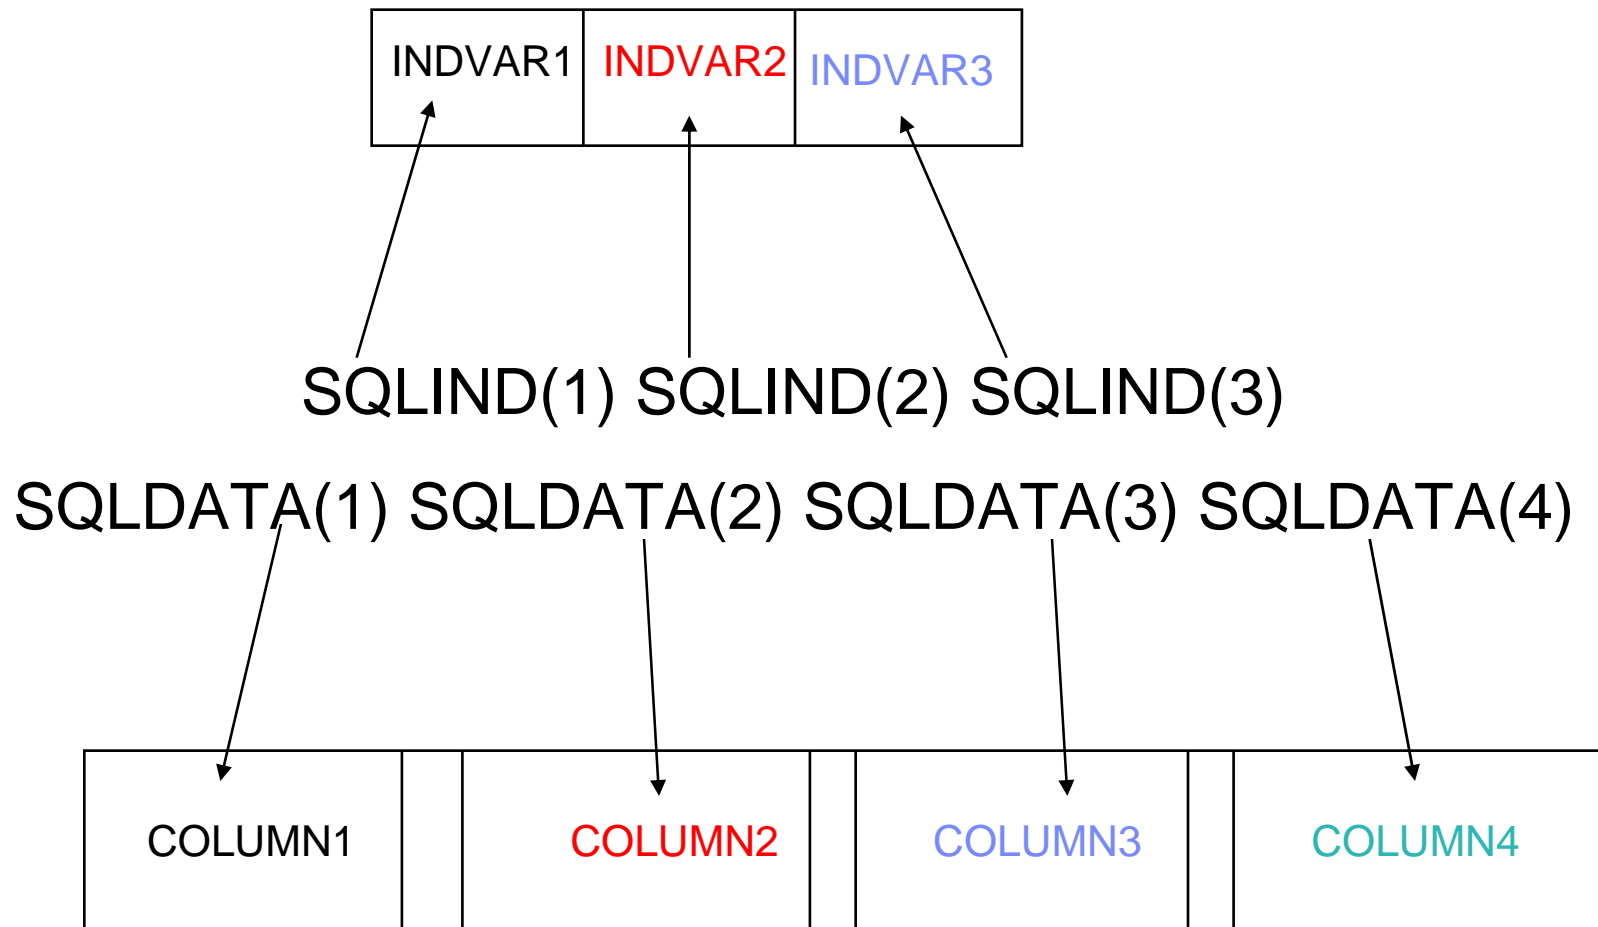 INDVAR1 INDVAR2 INDVAR3
SQLIND(1) SQLIND(2) SQLIND(3)
SQLDATA(1) SQLDATA(2) SQLDATA(3) SQLDATA(4)
COLUMN1 COLUMN2 COLUMN3 COLUMN4